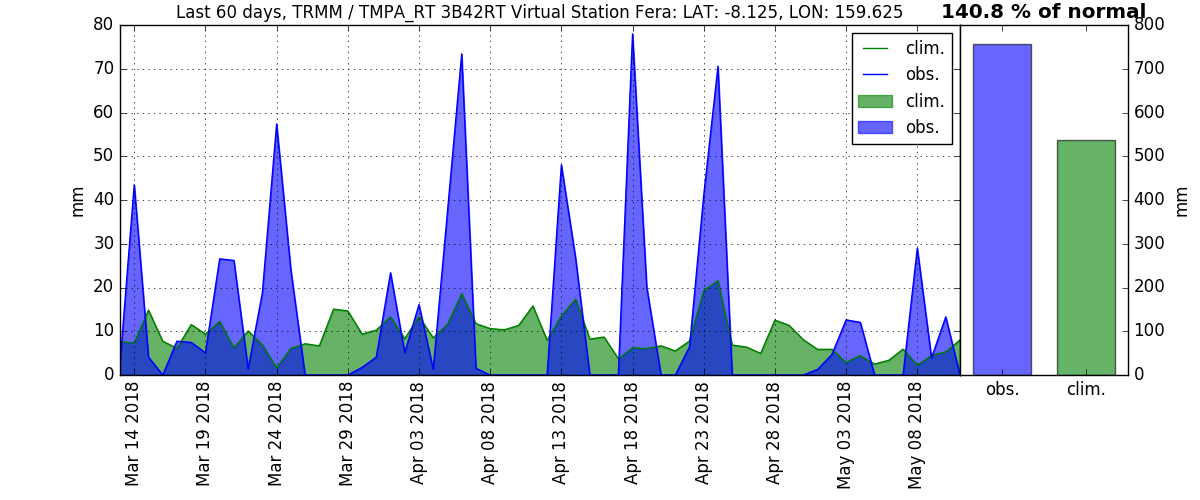 Last 60 days, TRMM / TMPA_RT 3B42RT Virtual Station Fera: LAT: -8.125, LON: 159.625
140.8 % of normal
80
70
60
50
40
30
20
10
0
mm
clim.
obs.
clim.
obs.
Mar 14 2018
Mar 19 2018
Mar 24 2018
Mar 29 2018
Apr 03 2018
Apr 08 2018
Apr 13 2018
Apr 18 2018
Apr 23 2018
Apr 28 2018
May 03 2018
May 08 2018
800
700
600
500
400
300
200
100
0
mm
obs.
clim.